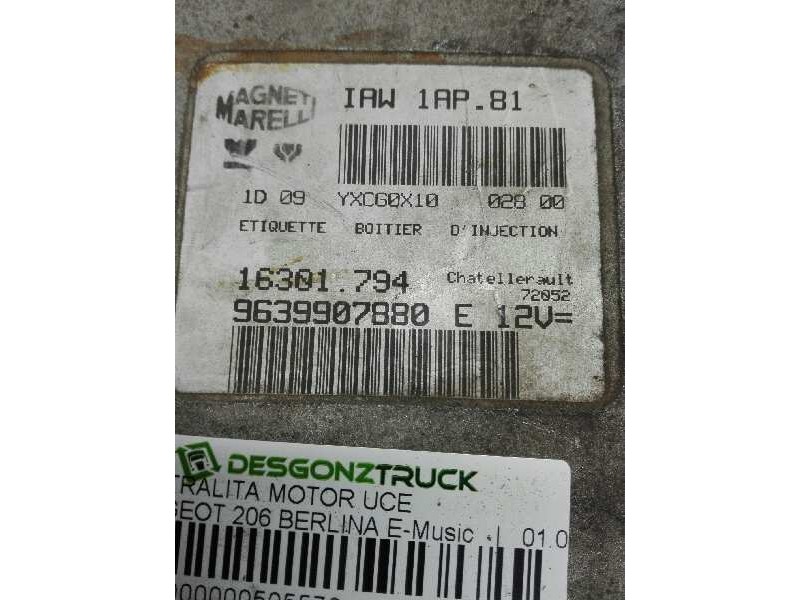 MAGNETI
MARELLI
IAW 1AP.81
1D 09 YXCG0X10 028 00
ETIQUETTE BOITIER D'INJECTION
16301.794 Chatellerault
72052
9639907880 E 12V=
DESGONZTRUCK
TRALITA MOTOR UCE
GEOT 206 BERLINA E-Music | 01.0